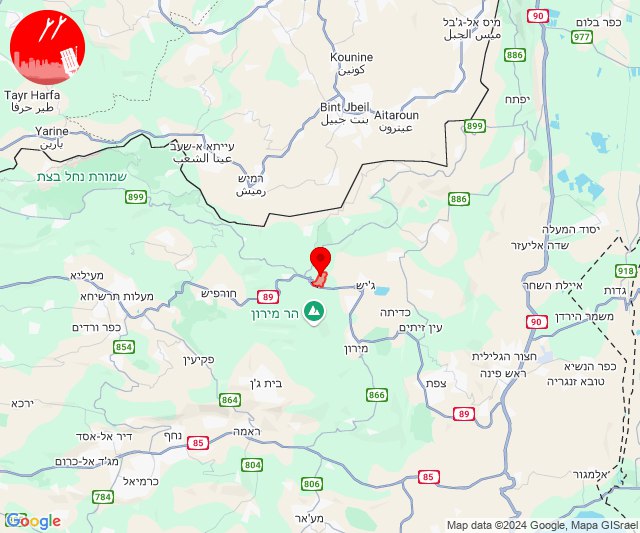 90
מיס אל-ג'בל
ميس الجبل
כפר בלום
977
886
Kounine
كونين
Tayr Harfa
طير حرفا
Bint Jbeil
بنت جبيل
Aitaroun
عيترون
יפתח
899
Yarine
يارين
עייתא א-שעב
عيتا الشعب
רמיש
رميش
שמורת נחל בצת
899
886
יסוד המעלה
שדה אליעזר
918
מעיליא
מעלות תרשיחא
חורפיש
89
ג'יש
איילת השחר
גדות
הר מירון
כדיתה
עין זיתים
90
משמר הירדן
כפר ורדים
854
מירון
חצור הגלילית
ראש פינה
כפר הנשיא
טובא זנגריה
פקיעין
בית ג'ן
צפת
866
864
ירכא
89
דיר אל-אסד
נחף
ראמה
85
מג'ד אל-כרום
804
85
אלמגור
כרמיאל
806
784
מע'אר
Google
Map data ©2024 Google, Mapa GISrael